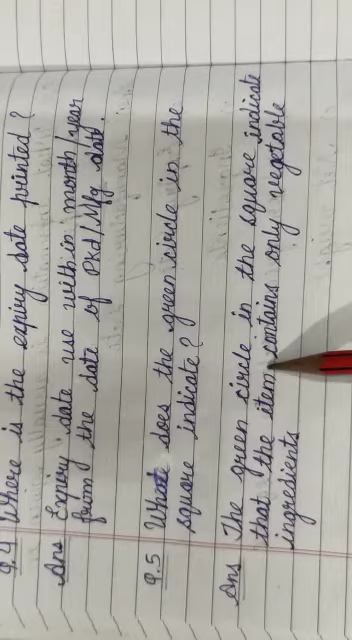 Q.4 Where is the expiry date printed?
Ans Expiry date use within month/year
from the date of Pkd/Mfg date.
Q.5 What does the green circle in the
square indicate?
Ans The green circle in the square indicate
that the item contains only vegetable
ingredients